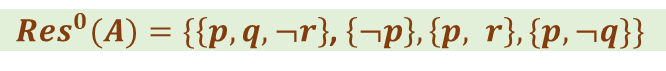 Res⁰(A) = {{p, q, ¬r}, {¬p}, {p, r}, {p, ¬q}}